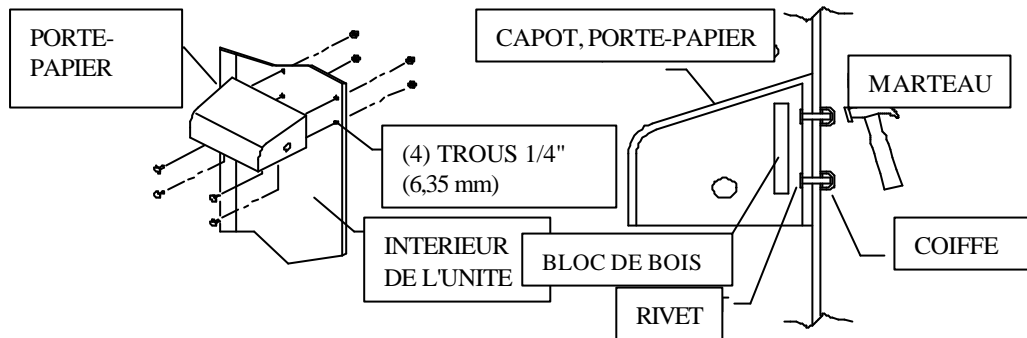 PORTE-
PAPIER
(4) TROUS 1/4"
(6,35 mm)
INTERIEUR
DE L'UNITE
CAPOT, PORTE-PAPIER
MARTEAU
BLOC DE BOIS
RIVET
COIFFE